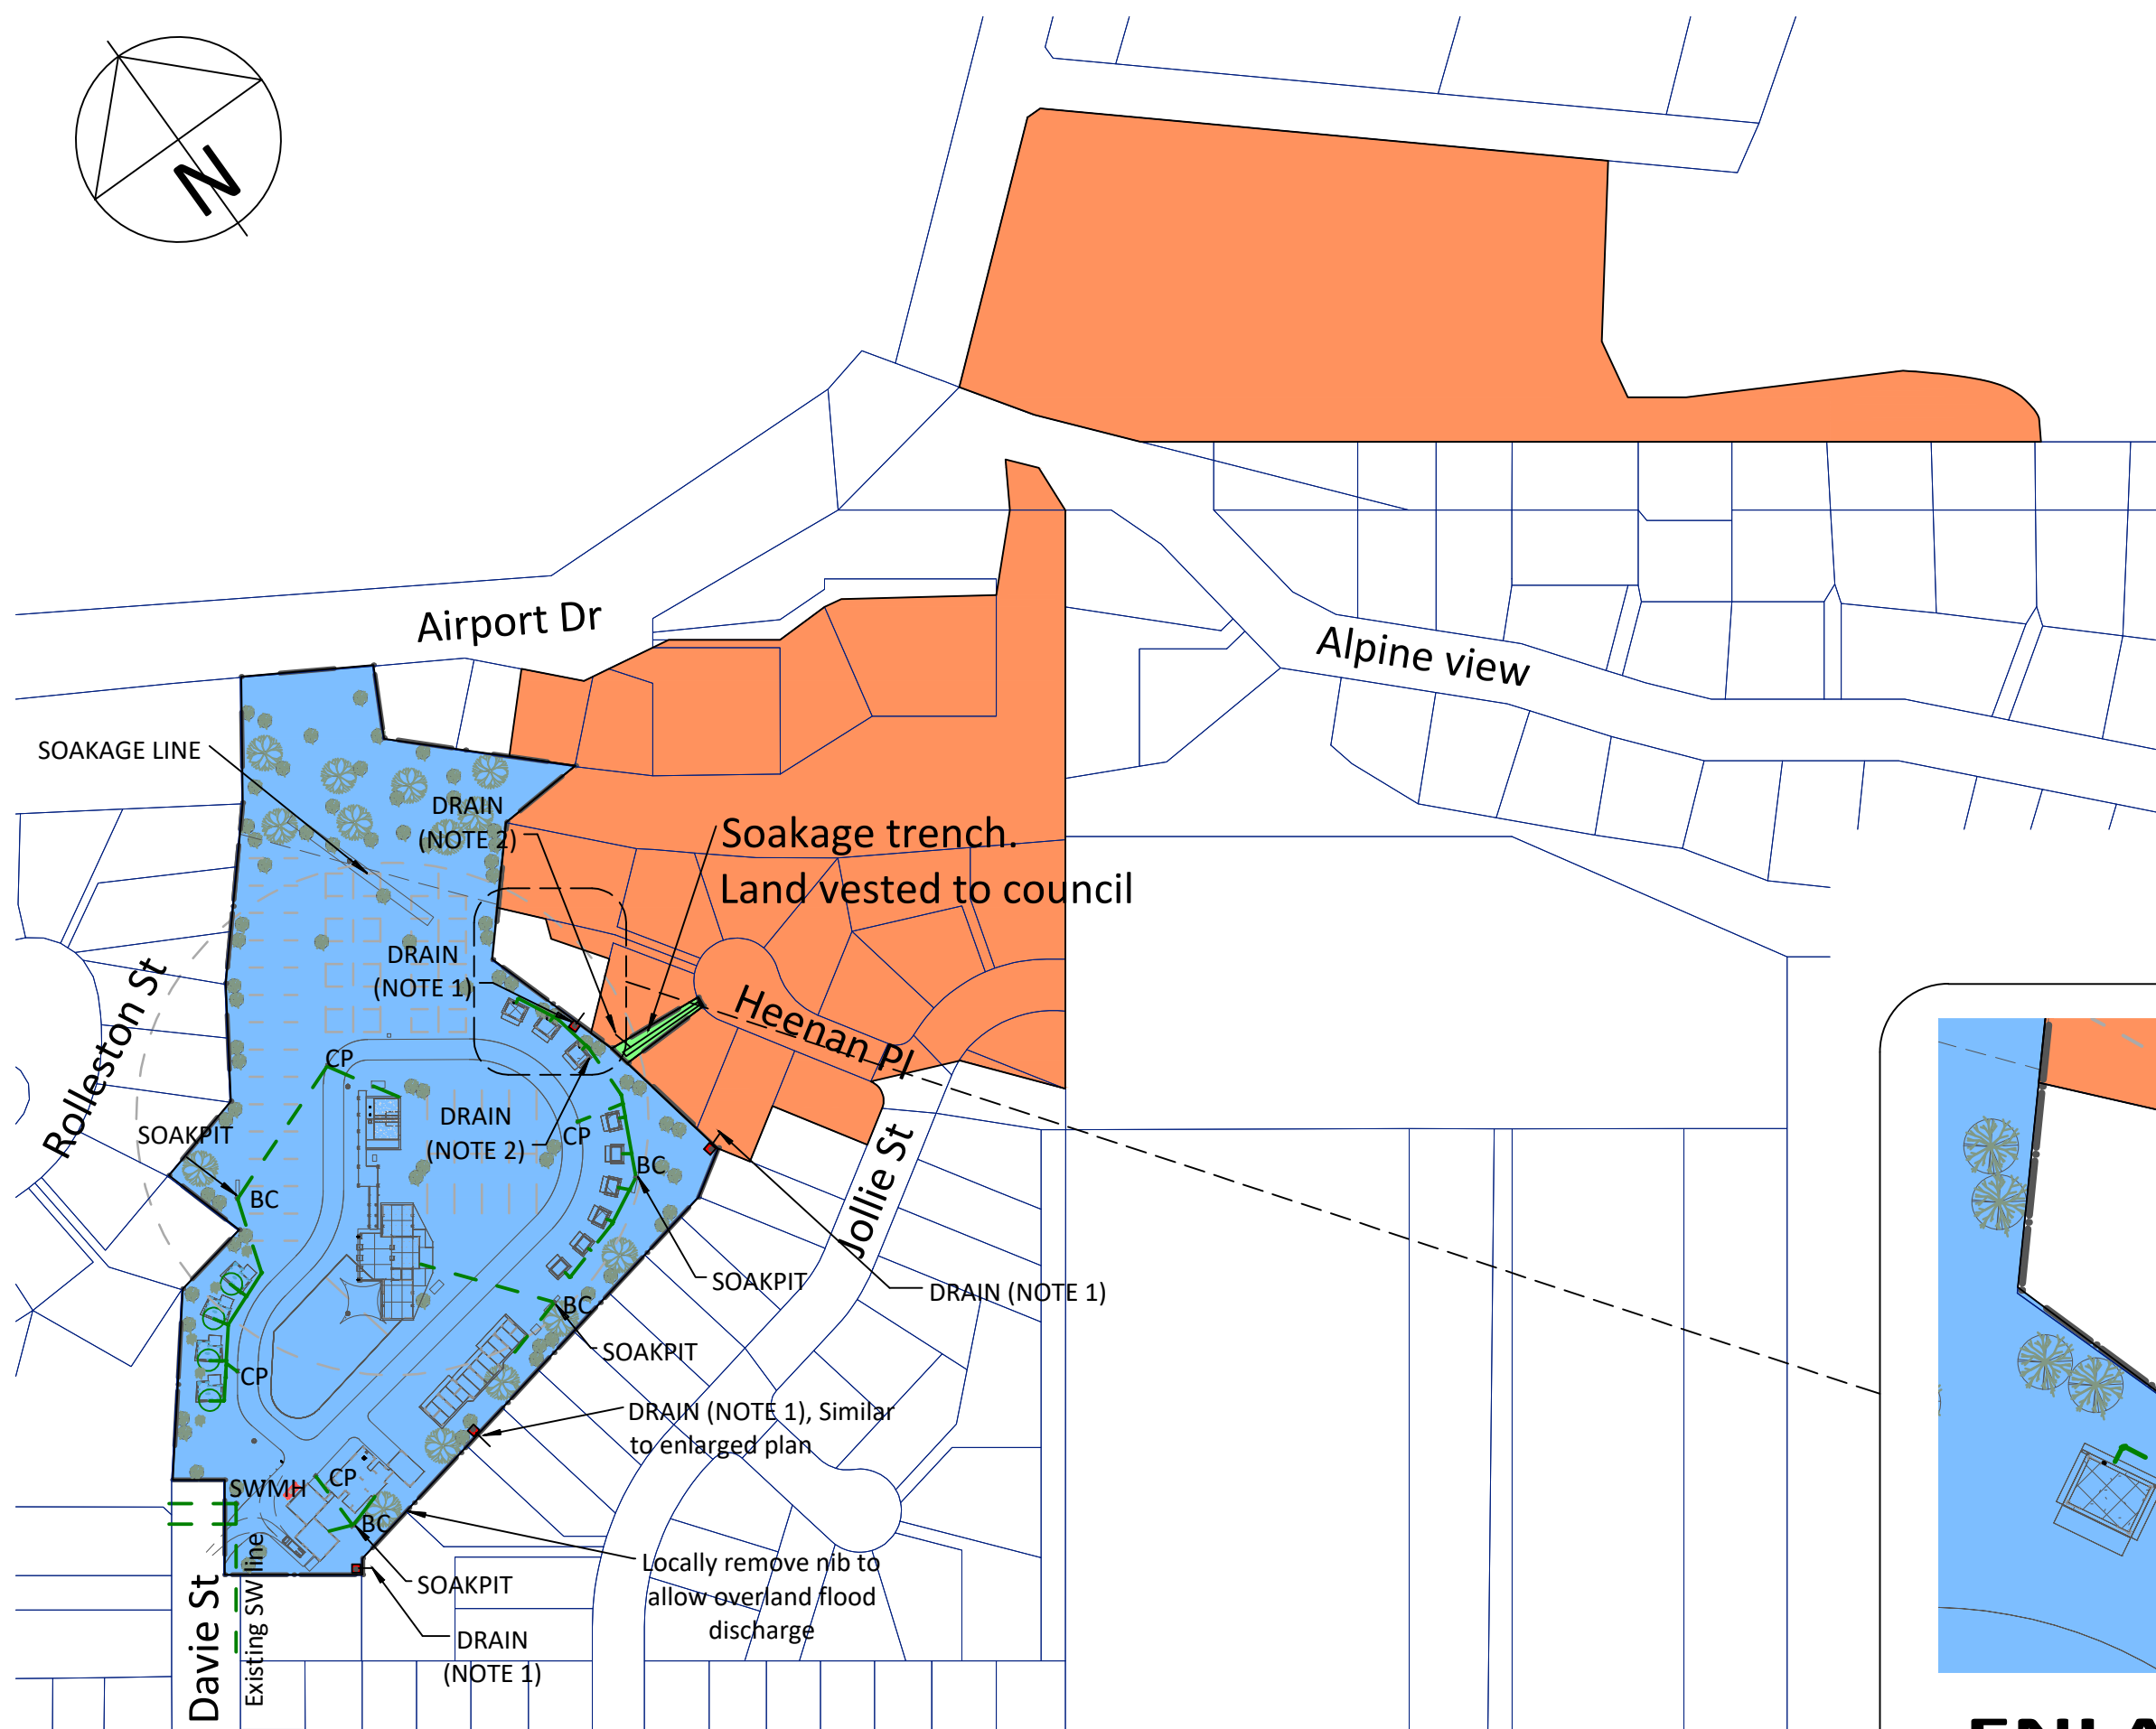 N
Airport Dr
Alpine view
SOAKAGE LINE
DRAIN
(NOTE 2)
Soakage trench.
Land vested to council
DRAIN
(NOTE 1)
Heenan Pl
Rolleston St
CP
DRAIN
(NOTE 2)
CP
SOAKPIT
BC
BC
Jollie St
SOAKPIT
DRAIN (NOTE 1)
BC
SOAKPIT
CP
DRAIN (NOTE 1), Similar
to enlarged plan
SWMH
CP
BC
Locally remove nib to
allow overland flood
discharge
SOAKPIT
DRAIN
(NOTE 1)
Davie St
Existing SW line